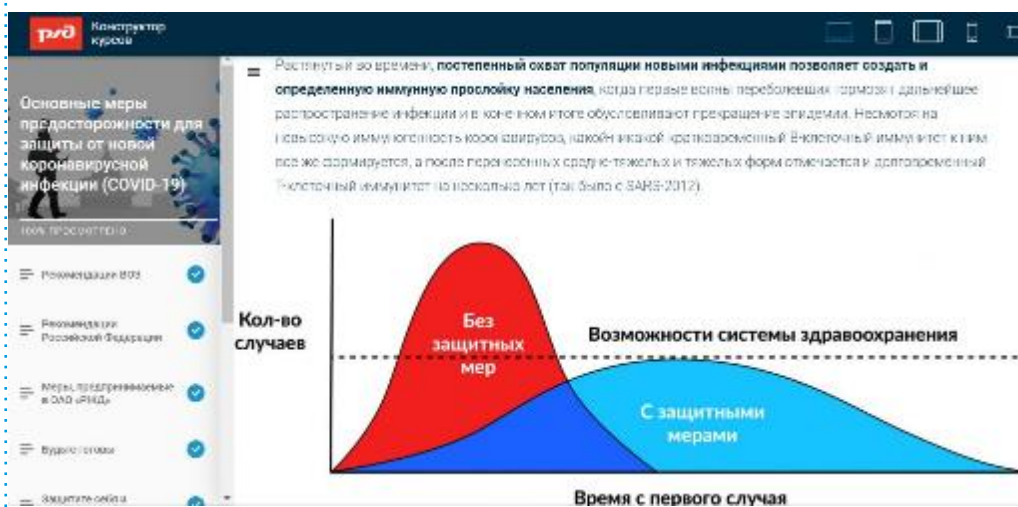 ржд
Конструктор
курсов
Основные меры
предосторожности для
защиты от новой
коронавирусной
инфекции (COVID-19)
100% ПРОСМОТРЕНО
Рекомендации ВОЗ
Рекомендации
Российской Федерации
Меры, предпринимаемые
в ОАО «РЖД»
Будьте готовы
Защитите себя и
Растянутый во времени, постепенный охват популяции новыми инфекциями позволяет создать и
определенную иммунную прослойку населения, когда первые волны переболевших тормозят дальнейшее
распространение инфекции и в конечном итоге обусловливают прекращение эпидемии. Несмотря на
невысокую иммуногенность коронавирусов, какой-никакой кратковременный В-клеточный иммунитет к ним
все же формируется, а после перенесённых средне-тяжелых и тяжелых форм отмечается и долговременный
Т-клеточный иммунитет на несколько лет (так было с SARS-2012)
Кол-во
случаев
Без
защитных
мер
Возможности системы здравоохранения
С защитными
мерами
Время с первого случая